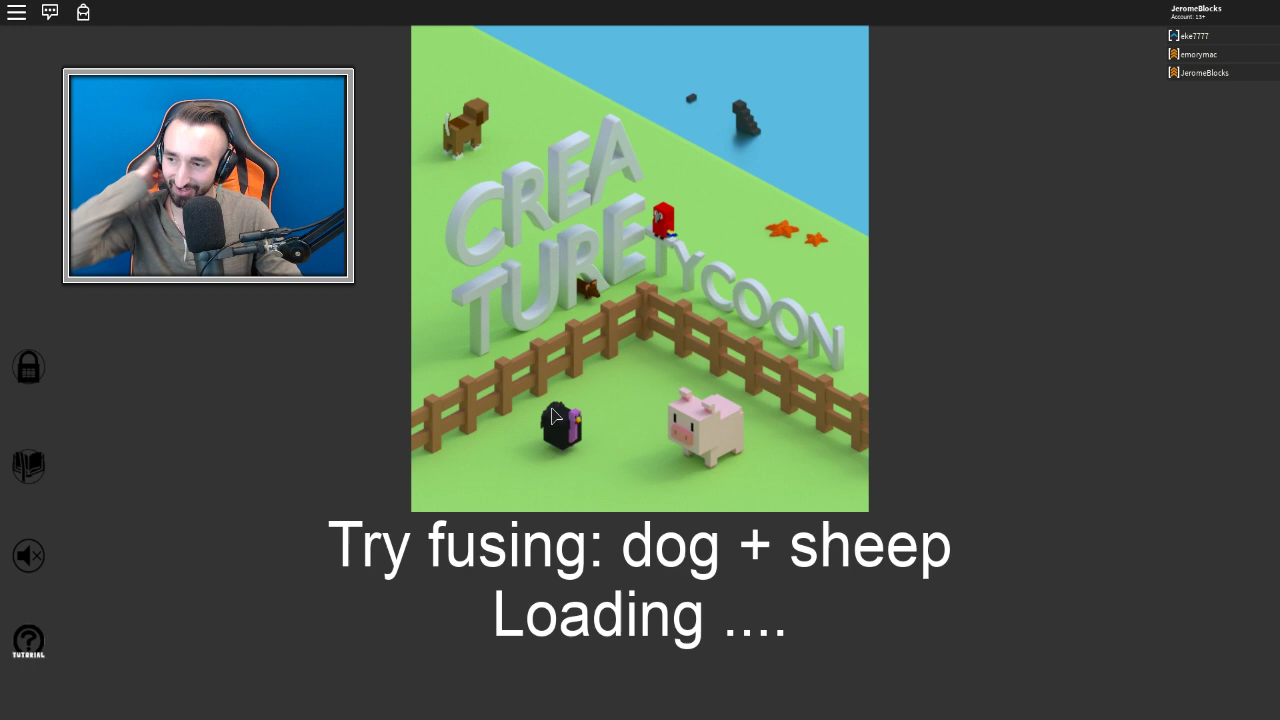 JeromeBlocks
Account: 13+
eke7777
emorymac
JeromeBlocks
CREA
TURE TYCOON
TUTORIAL
Try fusing: dog + sheep
Loading ....